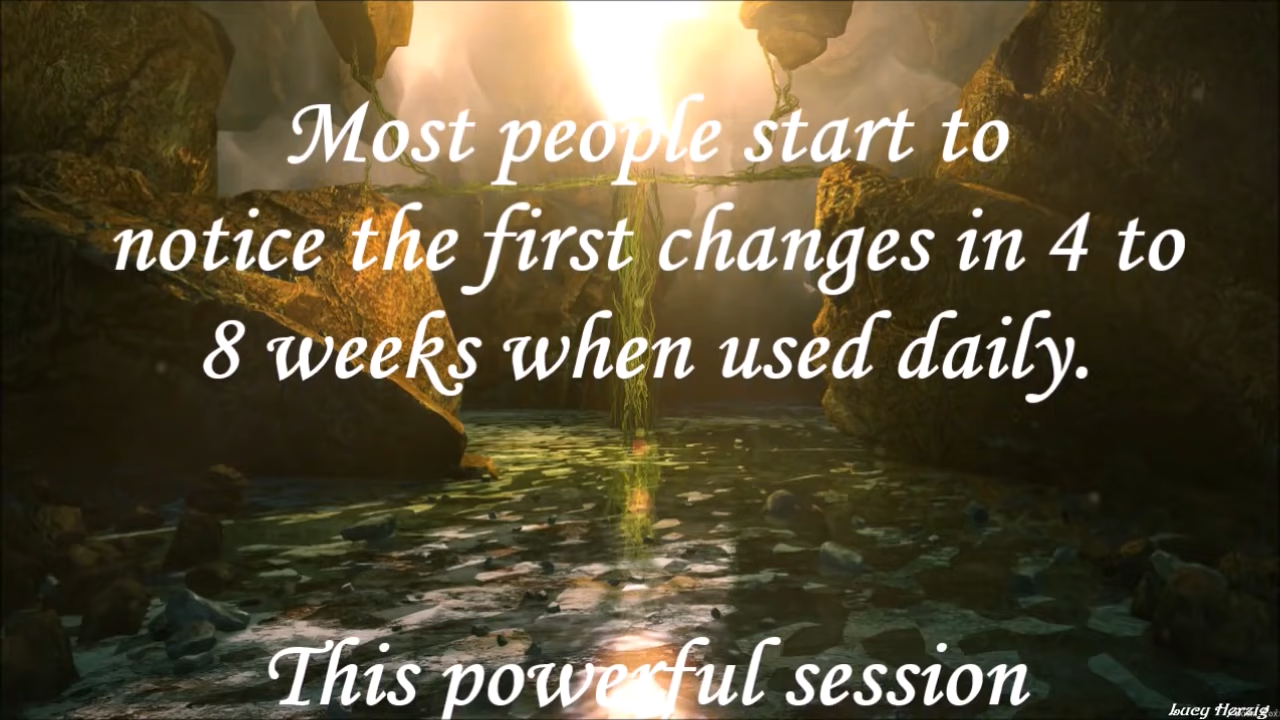 Most people start to
notice the first changes in 4 to
8 weeks when used daily.
This powerful session
Lucy Herzig